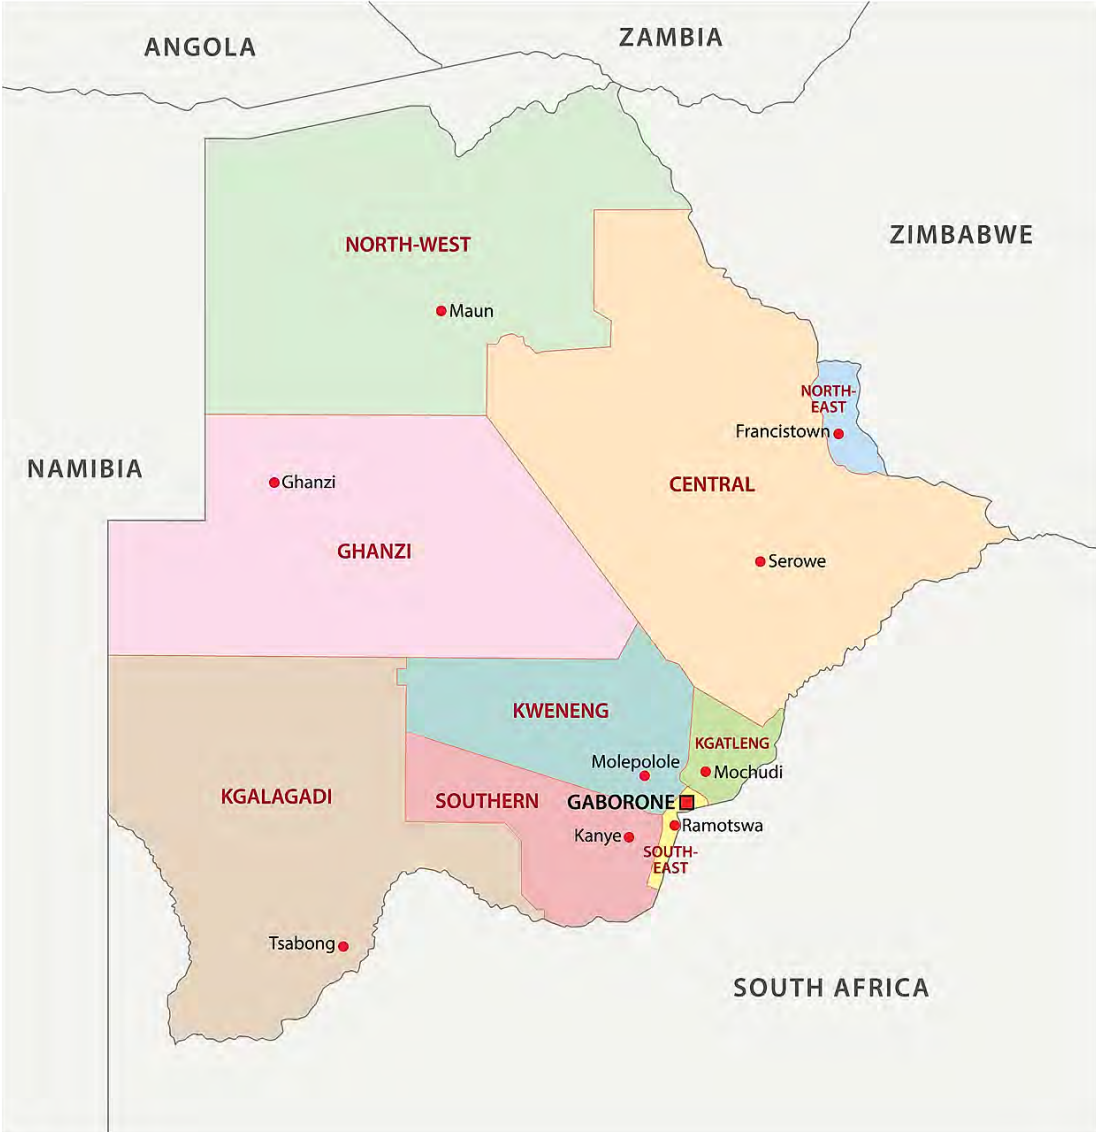 ANGOLA
ZAMBIA
ZIMBABWE
NORTH-WEST
Maun
NORTH-
EAST
Francistown
NAMIBIA
Ghanzi
CENTRAL
GHANZI
Serowe
KWENENG
KGATLENG
Molepolole
Mochudi
KGALAGADI
SOUTHERN
GABORONE
Ramotswa
Kanye
SOUTH-
EAST
Tsabong
SOUTH AFRICA